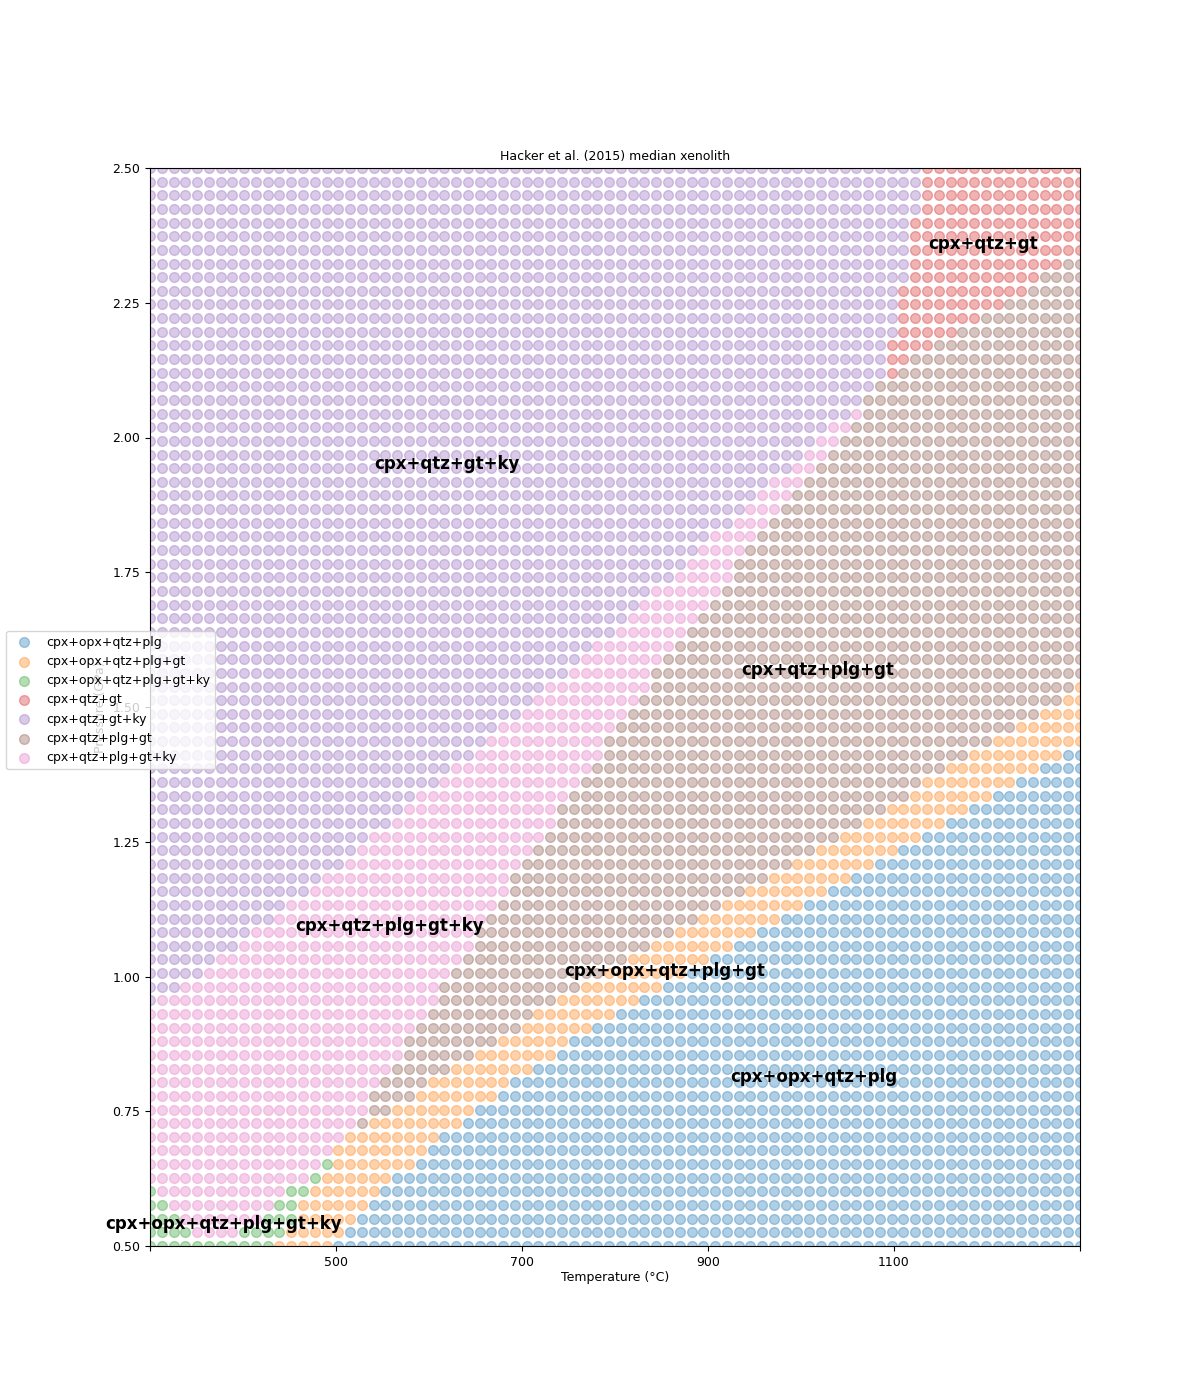 Hacker et al. (2015) median xenolith
2.50
cpx+qtz+gt
2.25
2.00
cpx+qtz+gt+ky
1.75
cpx+opx+qtz+plg
cpx+opx+qtz+plg+gt
cpx+opx+qtz+plg+gt+ky
cpx+qtz+gt
cpx+qtz+gt+ky
cpx+qtz+plg+gt
cpx+qtz+plg+gt+ky
cpx+qtz+plg+gt
1.50
1.25
cpx+qtz+plg+gt+ky
1.00
cpx+opx+qtz+plg+gt
cpx+opx+qtz+plg
0.75
cpx+opx+qtz+plg+gt+ky
0.50
500 700 900 1100
Temperature (°C)